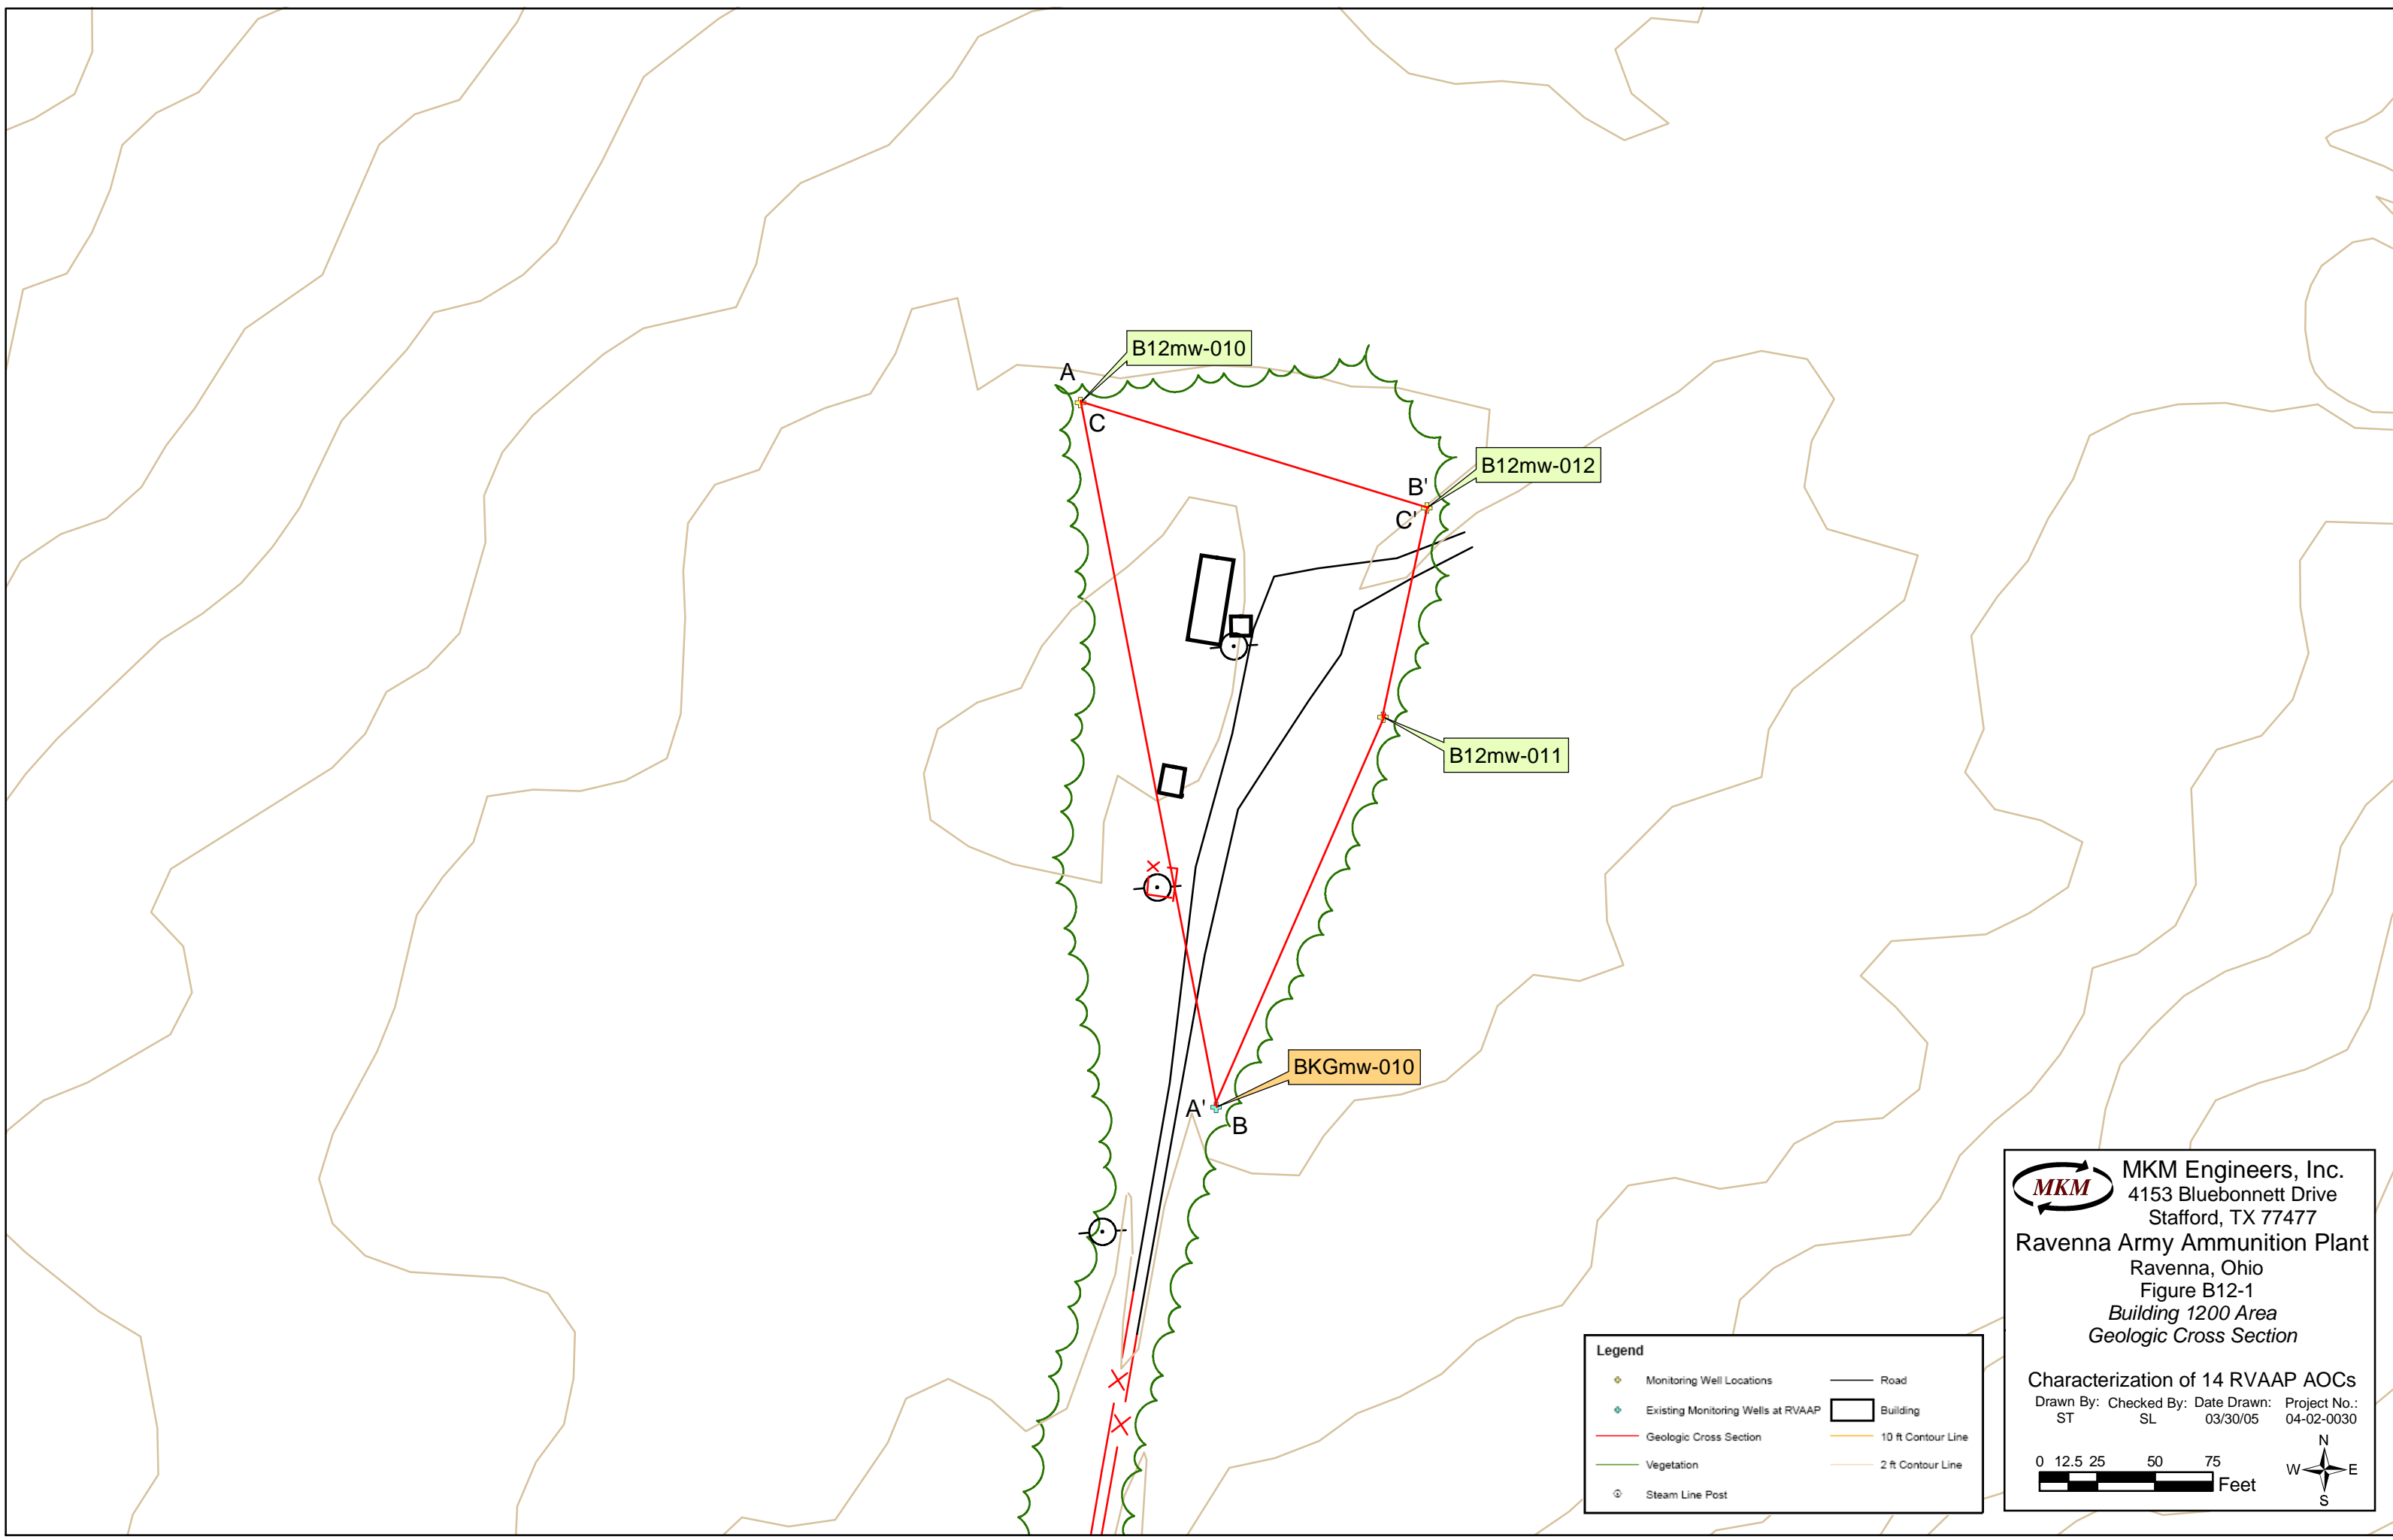 B12mw-010
A
C
B12mw-012
B'
C'
B12mw-011
BKGmw-010
A'
B
MKM
MKM Engineers, Inc.
4153 Bluebonnett Drive
Stafford, TX 77477
Ravenna Army Ammunition Plant
Ravenna, Ohio
Figure B12-1
Building 1200 Area
Geologic Cross Section
Characterization of 14 RVAAP AOCs
Drawn By: Checked By: Date Drawn: Project No.:
ST SL 03/30/05 04-02-0030
0 12.5 25 50 75
Feet
N
W E
S
Legend
Monitoring Well Locations
Existing Monitoring Wells at RVAAP
Geologic Cross Section
Vegetation
Steam Line Post
Road
Building
10 ft Contour Line
2 ft Contour Line